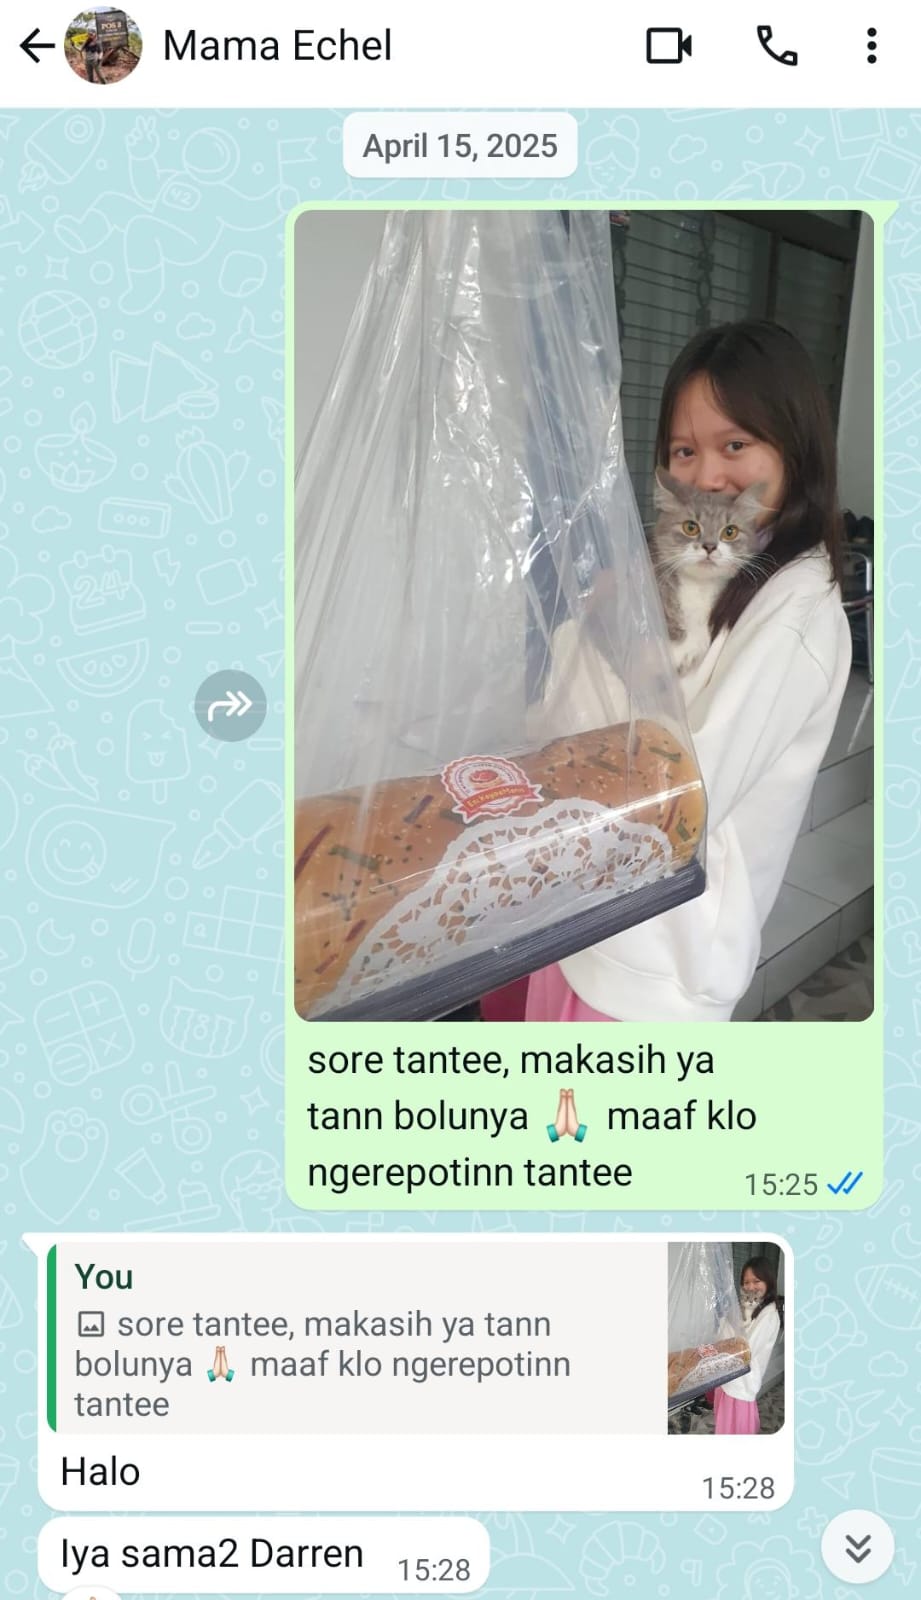 Mama Echel
April 15, 2025
sore tantee, makasih ya
tann bolunya 🙏🏻 maaf klo
ngerepotinn tantee
15:25
You
sore tantee, makasih ya tann
bolunya 🙏🏻 maaf klo ngerepotinn
tantee
Halo
15:28
Iya sama2 Darren
15:28